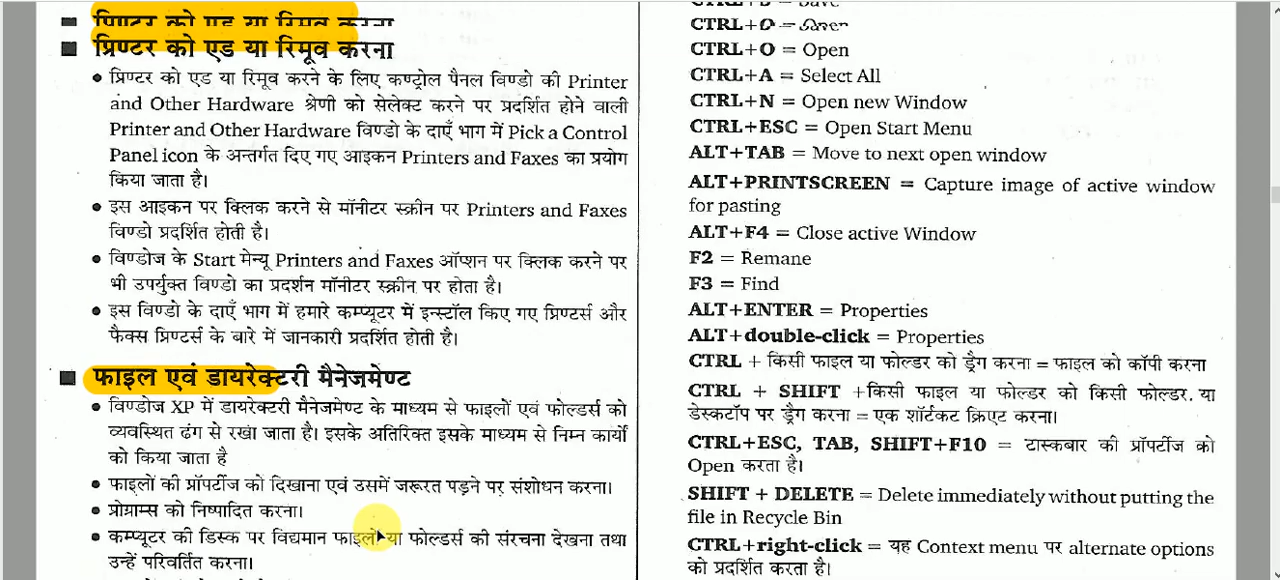 प्रिण्टर को एड या रिमूव करना
प्रिण्टर को एड या रिमूव करना
प्रिण्टर को एड या रिमूव करने के लिए कण्ट्रोल पैनल विण्डो की Printer
and Other Hardware श्रेणी को सेलेक्ट करने पर प्रदर्शित होने वाली
Printer and Other Hardware विण्डो के दाएँ भाग में Pick a Control
Panel icon के अन्तर्गत दिए गए आइकन Printers and Faxes का प्रयोग
किया जाता है।
इस आइकन पर क्लिक करने से मॉनीटर स्क्रीन पर Printers and Faxes
विण्डो प्रदर्शित होती है।
विण्डोज के Start मेन्यू Printers and Faxes ऑप्शन पर क्लिक करने पर
भी उपर्युक्त विण्डो का प्रदर्शन मॉनीटर स्क्रीन पर होता है।
इस विण्डो के दाएँ भाग में हमारे कम्प्यूटर में इन्स्टॉल किए गए प्रिण्टर्स और
फैक्स प्रिण्टर्स के बारे में जानकारी प्रदर्शित होती है।
फाइल एवं डायरेक्टरी मैनेजमेण्ट
विण्डोज XP में डायरेक्टरी मैनेजमेण्ट के माध्यम से फाइलों एवं फोल्डर्स को
व्यवस्थित ढंग से रखा जाता है। इसके अतिरिक्त इसके माध्यम से निम्न कार्यों
को किया जाता है
फाइलों की प्रॉपर्टीज को दिखाना एवं उसमें जरूरत पड़ने पर संशोधन करना।
प्रोग्राम्स को निष्पादित करना।
कम्प्यूटर की डिस्क पर विद्यमान फाइलों या फोल्डर्स की संरचना देखना तथा
उन्हें परिवर्तित करना।
CTRL+O = Open
CTRL+A = Select All
CTRL+N = Open new Window
CTRL+ESC = Open Start Menu
ALT+TAB = Move to next open window
ALT+PRINTSCREEN = Capture image of active window
for pasting
ALT+F4 = Close active Window
F2 = Remane
F3 = Find
ALT+ENTER = Properties
ALT+double-click = Properties
CTRL + किसी फाइल या फोल्डर को ड्रैग करना = फाइल को कॉपी करना
CTRL + SHIFT +किसी फाइल या फोल्डर को किसी फोल्डर. या
डेस्कटॉप पर ड्रैग करना = एक शॉर्टकट क्रिएट करना।
CTRL+ESC, TAB, SHIFT+F10 = टास्कबार की प्रॉपर्टीज को
Open करता है।
SHIFT + DELETE = Delete immediately without putting the
file in Recycle Bin
CTRL+right-click = यह Context menu पर alternate options
को प्रदर्शित करता है।